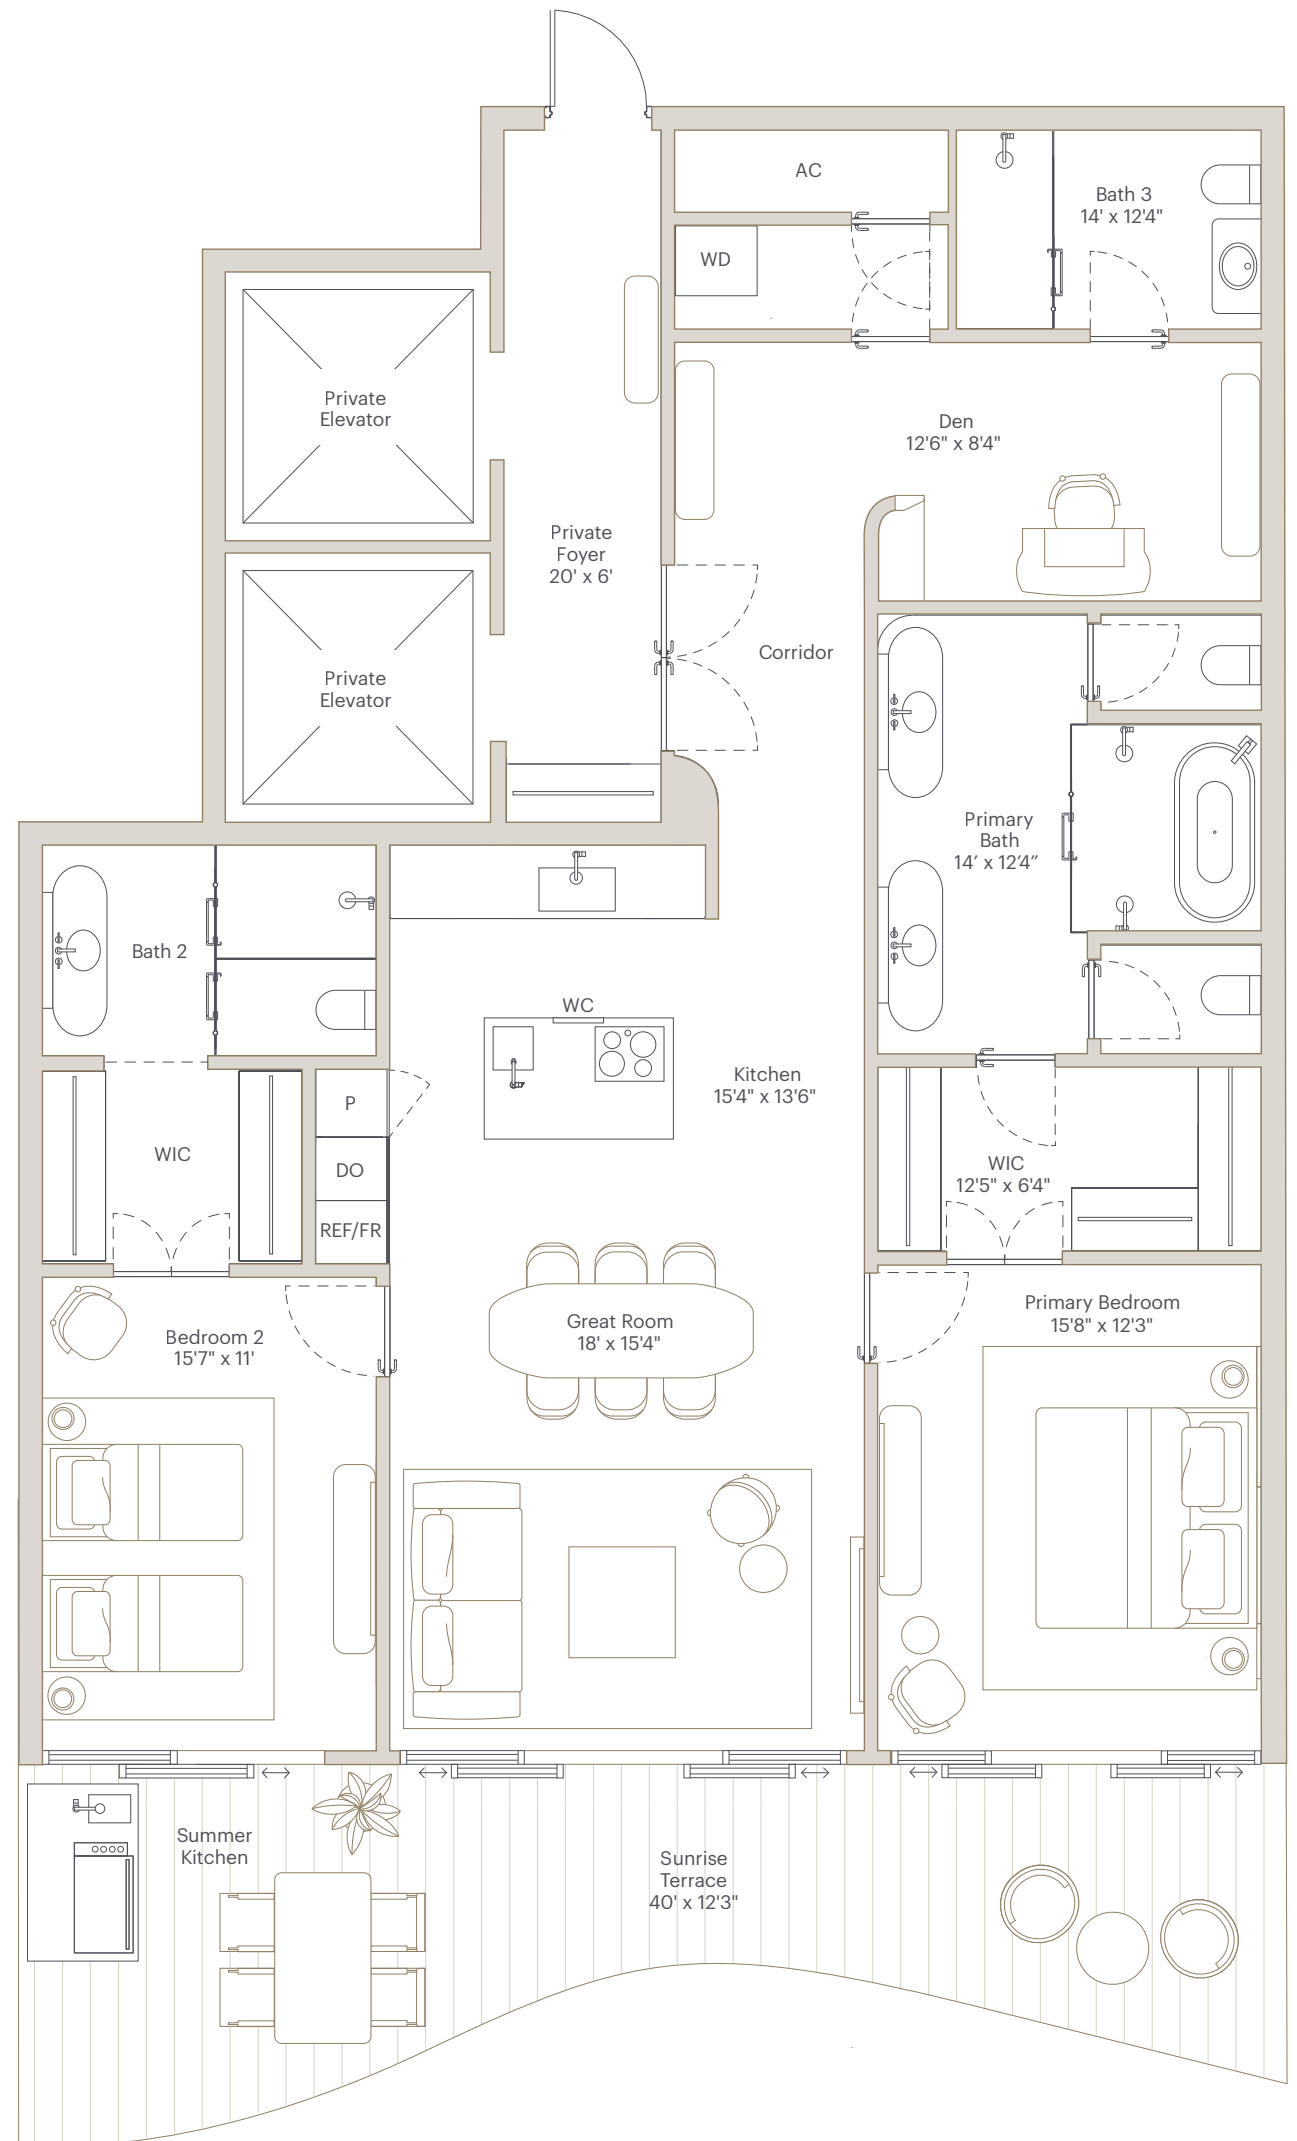 AC
Bath 3
14' x 12'4"
WD
Private
Elevator
Den
12'6" x 8'4"
Private
Foyer
20' x 6'
Corridor
Private
Elevator
Primary
Bath
14’ x 12’4”
Bath 2
WC
Kitchen
15'4" x 13'6"
P
WIC
DO
WIC
12'5" x 6'4"
REF/FR
Primary Bedroom
15'8" x 12'3"
Great Room
18' x 15'4"
Bedroom 2
15'7" x 11'
Summer
Kitchen
Sunrise
Terrace
40' x 12'3"